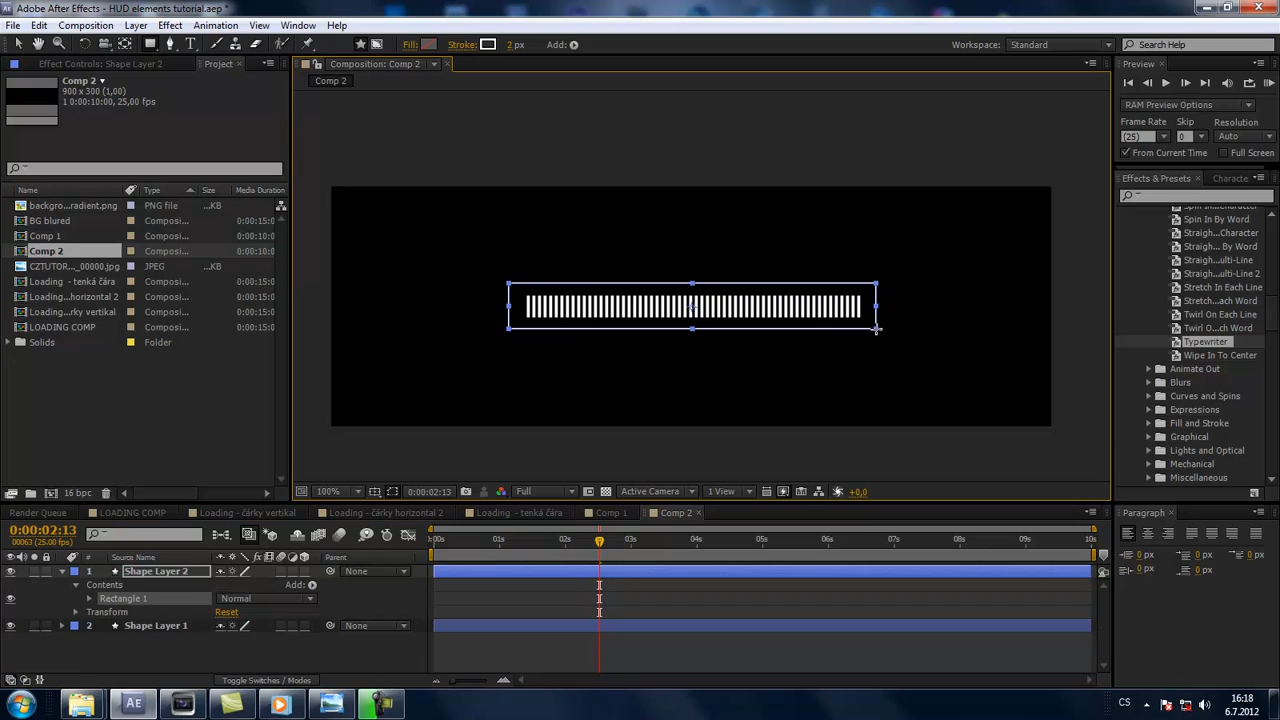 Adobe After Effects - HUD elements tutorial.aep *
File Edit Composition Layer Effect Animation View Window Help
Fill: Stroke: 2 px Add: Workspace: Standard Search Help
Effect Controls: Shape Layer 2 Project Composition: Comp 2 Preview
Comp 2
900 x 300 (1,00)
1 0:00:10:00, 25,00 fps
Comp 2
RAM Preview Options
Frame Rate Skip Resolution
(25) 0 Auto
From Current Time Full Screen
Effects & Presets Characte
Name Type Size Media Duration
backgro...radient.png PNG file ...KB
BG blured Composi... 0:00:15:0
Comp 1 Composi... 0:00:10:0
Comp 2 Composi... 0:00:10:0
CZTUTOR..._00000.jpg JPEG ...KB
Loading - tenká čára Composi... 0:00:15:0
Loading...horizontal 2 Composi... 0:00:15:0
Loading...rky vertikal Composi... 0:00:15:0
LOADING COMP Composi... 0:00:15:0
Solids Folder
Spin In...Character
Spin In By Word
Straigh...Character
Straigh... By Word
Straigh...ulti-Line
Straigh...ulti-Line 2
Stretch In Each Line
Stretch...ach Word
Twirl On Each Line
Twirl O...ch Word
Typewriter
Wipe In To Center
Animate Out
Blurs
Curves and Spins
Expressions
Fill and Stroke
Graphical
Lights and Optical
Mechanical
Miscellaneous
16 bpc 100% 0:00:02:13 Full Active Camera 1 View +0,0
Render Queue LOADING COMP Loading - čárky vertikal Loading - čárky horizontal 2 Loading - tenká čára Comp 1 Comp 2 Paragraph
0:00:02:13
00063 (25.00 fps)
:00s 01s 02s 03s 04s 05s 06s 07s 08s 09s 10s
# Source Name Parent
1 Shape Layer 2 None
Contents Add:
Rectangle 1 Normal
Transform Reset
2 Shape Layer 1 None
0 px 0 px 0 px
0 px 0 px
Toggle Switches / Modes
CS 16:18
6.7.2012